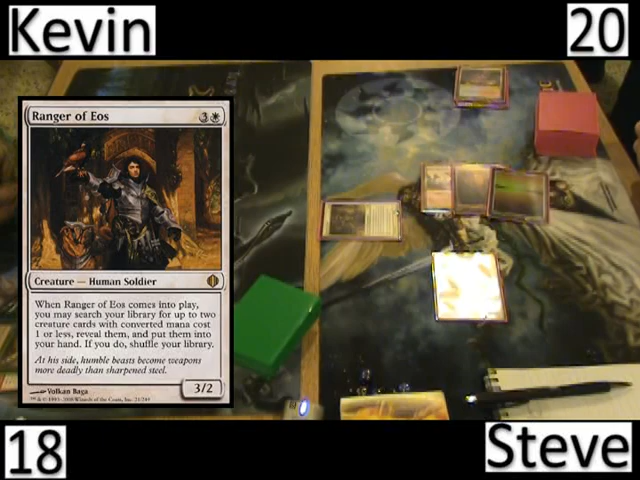 Kevin
20
Ranger of Eos
3
Creature — Human Soldier
When Ranger of Eos comes into play,
you may search your library for up to two
creature cards with converted mana cost
1 or less, reveal them, and put them into
your hand. If you do, shuffle your library.
At his side, humble beasts become weapons
more deadly than sharpened steel.
Volkan Baga
3/2
18
Steve